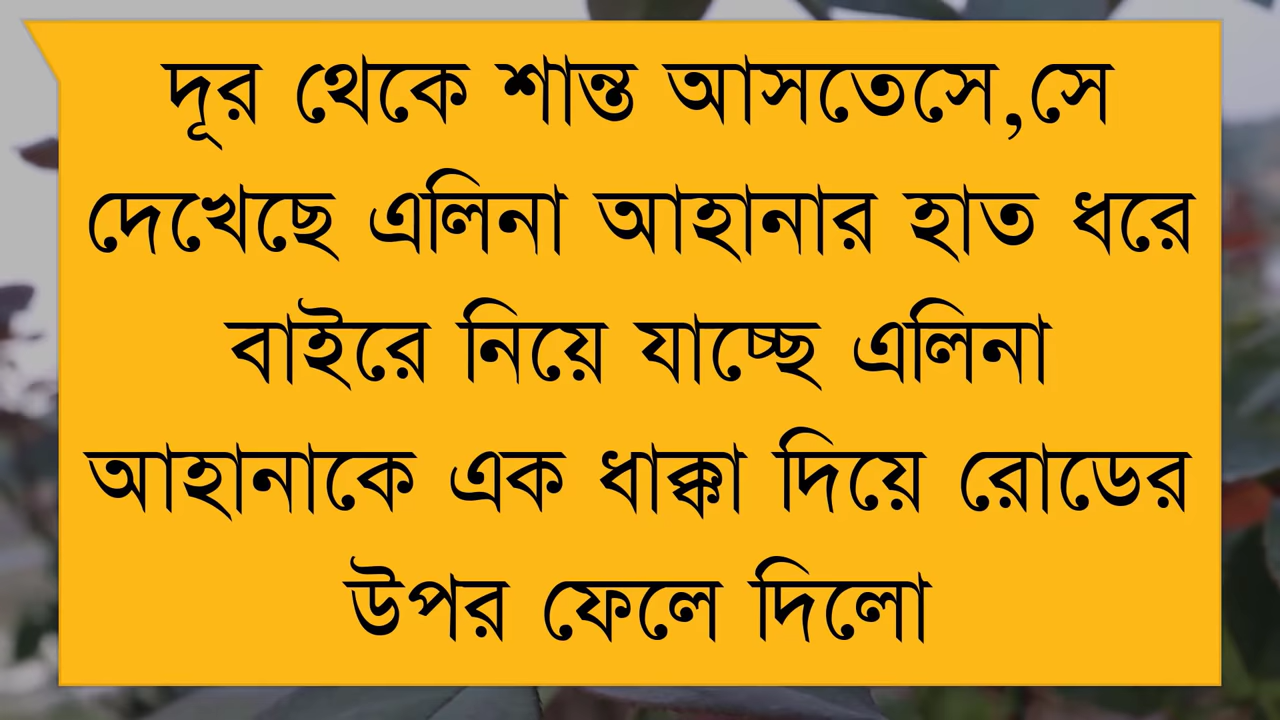 দূর থেকে শান্ত আসতেসে,সে
দেখেছে এলিনা আহানার হাত ধরে
বাইরে নিয়ে যাচ্ছে এলিনা
আহানাকে এক ধাক্কা দিয়ে রোডের
উপর ফেলে দিলো